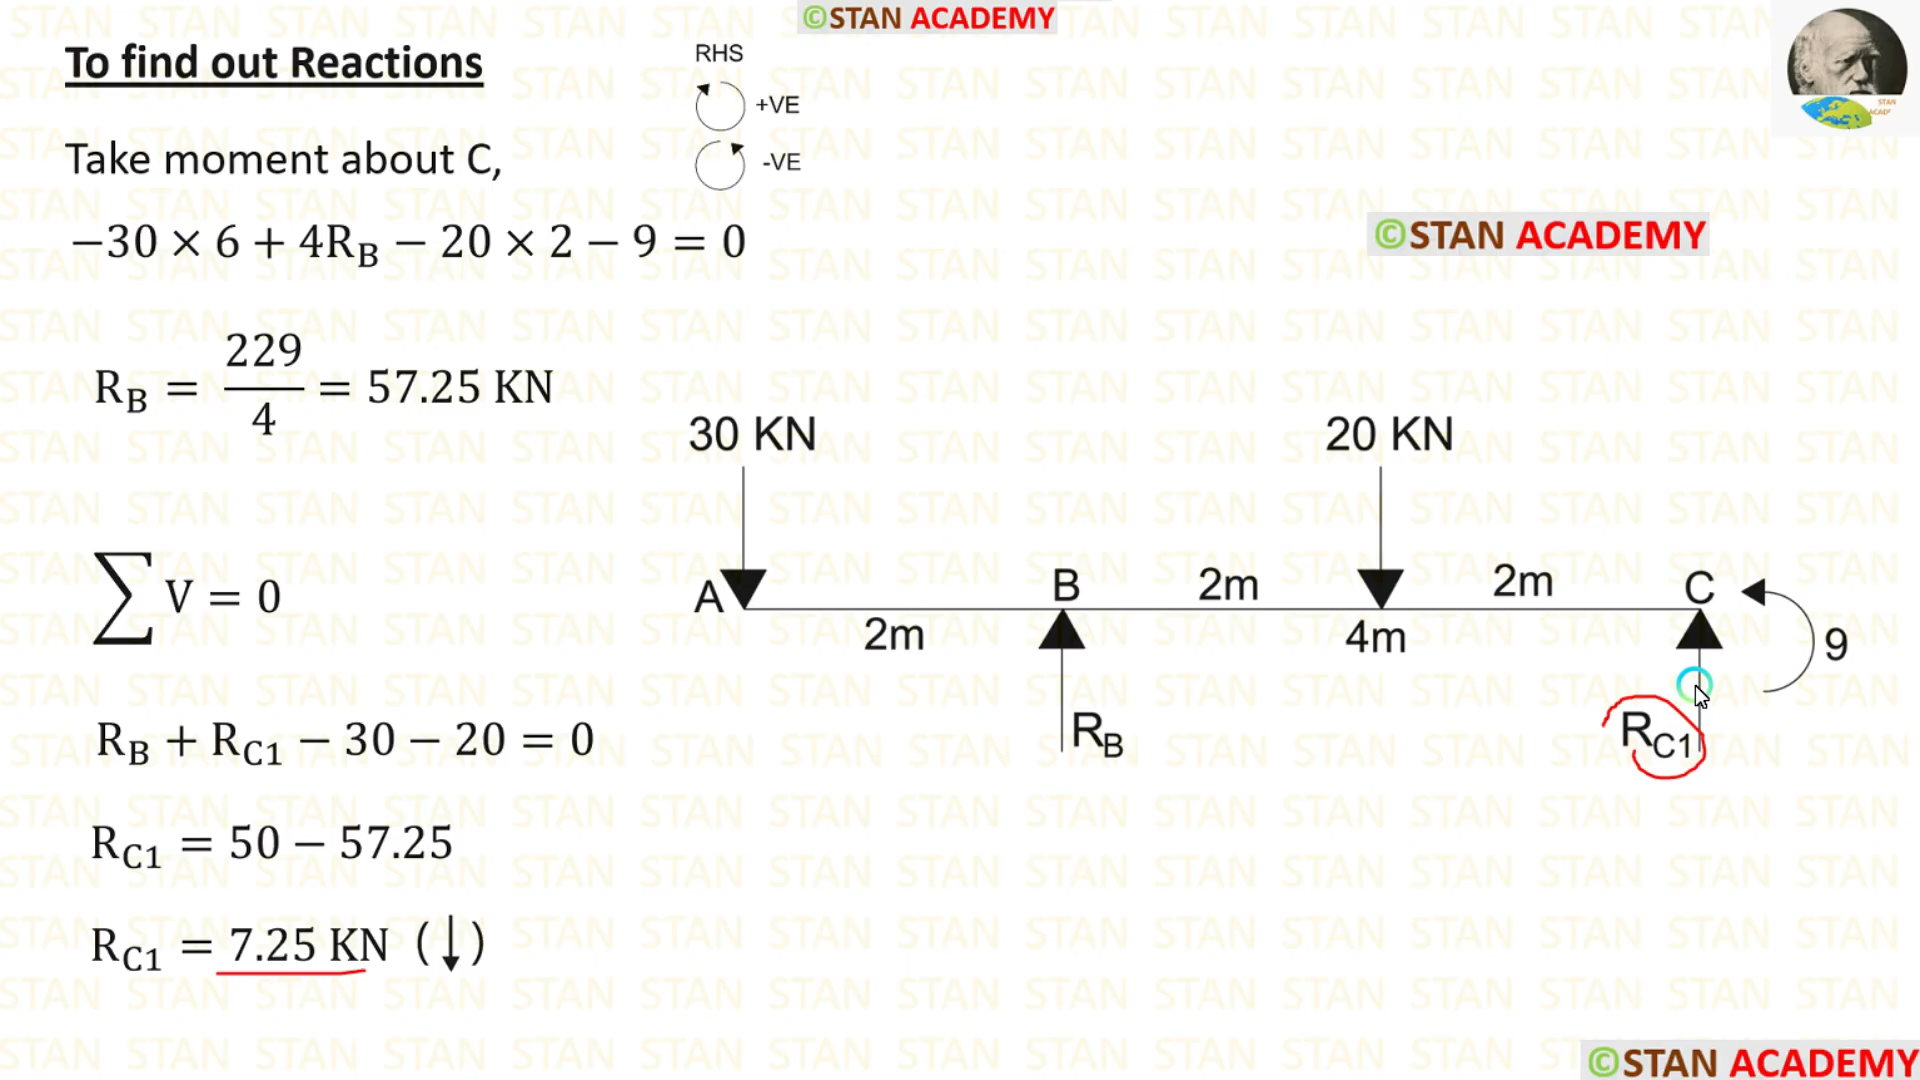 ©STAN ACADEMY
To find out Reactions
RHS
+VE
-VE
Take moment about C,
−30 × 6 + 4R_B − 20 × 2 − 9 = 0
©STAN ACADEMY
R_B = 229/4 = 57.25 KN
30 KN
20 KN
∑ V = 0
A
B
2m
2m
C
2m
4m
9
R_B
R_C1
R_B + R_C1 − 30 − 20 = 0
R_C1 = 50 − 57.25
R_C1 = 7.25 KN (↓)
©STAN ACADEMY